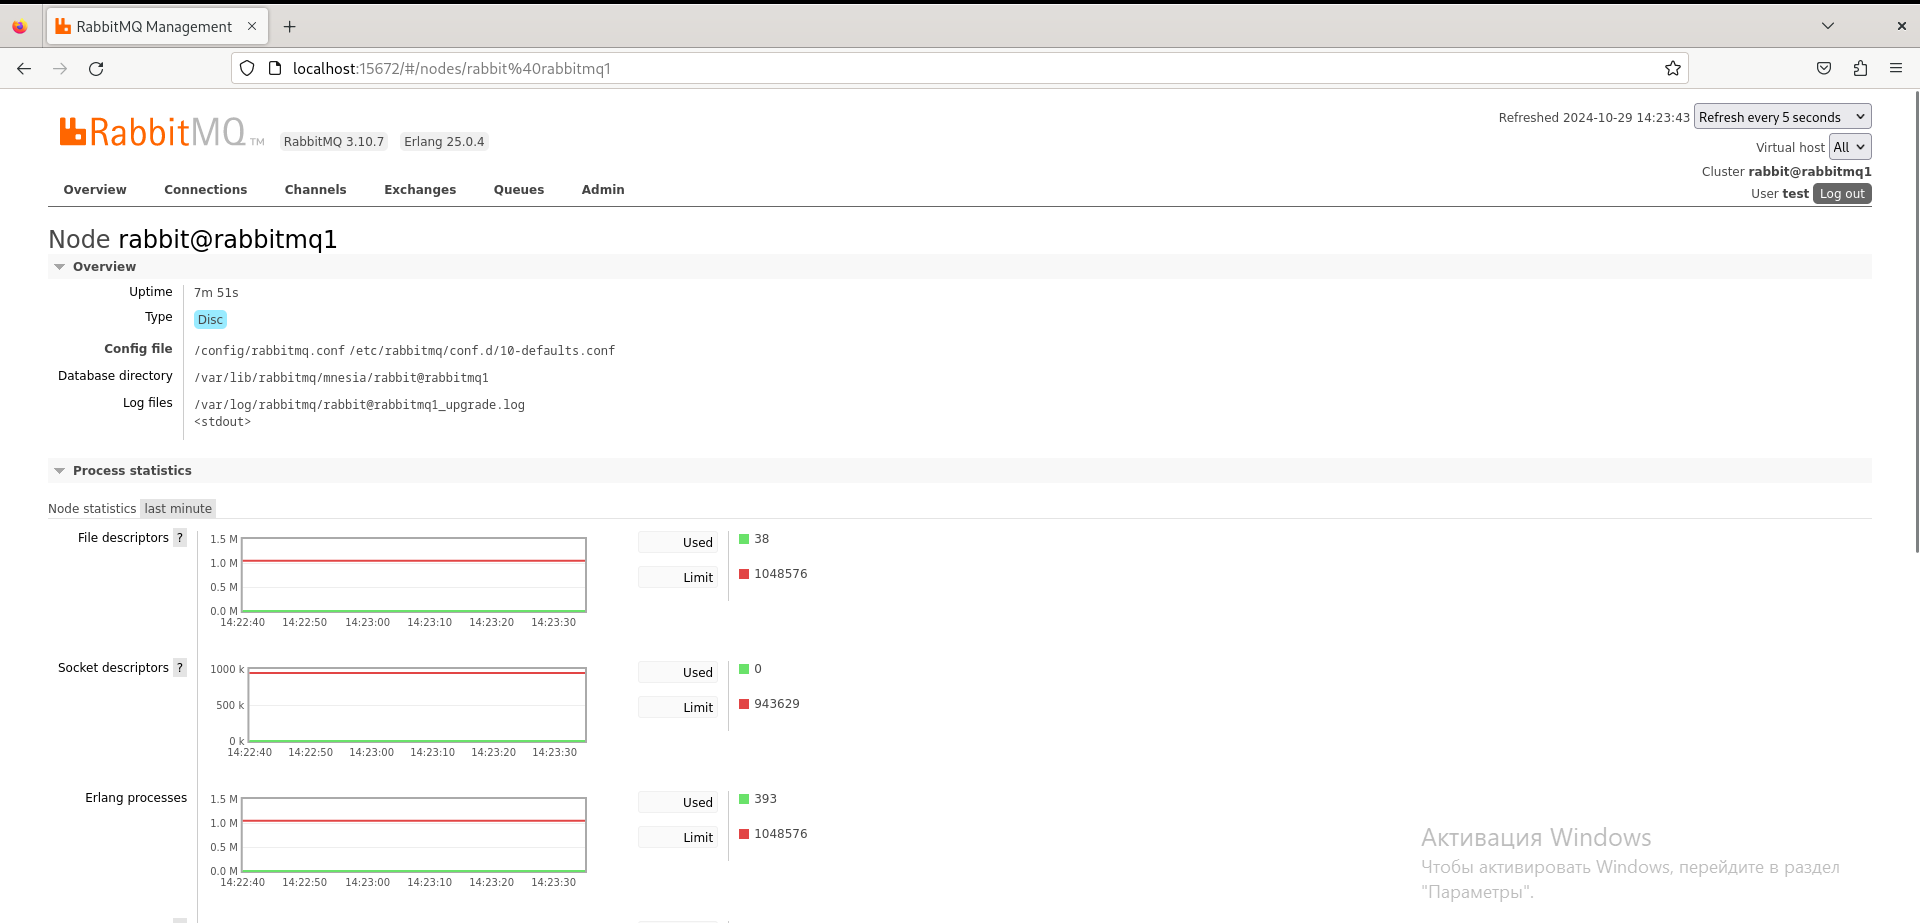 RabbitMQ Management
localhost:15672/#/nodes/rabbit%40rabbitmq1
RabbitMQ TM RabbitMQ 3.10.7 Erlang 25.0.4
Refreshed 2024-10-29 14:23:43 Refresh every 5 seconds
Virtual host All
Cluster rabbit@rabbitmq1
User test Log out
Overview Connections Channels Exchanges Queues Admin
Node rabbit@rabbitmq1
Overview
Uptime 7m 51s
Type Disc
Config file /config/rabbitmq.conf /etc/rabbitmq/conf.d/10-defaults.conf
Database directory /var/lib/rabbitmq/mnesia/rabbit@rabbitmq1
Log files /var/log/rabbitmq/rabbit@rabbitmq1_upgrade.log
<stdout>
Process statistics
Node statistics last minute
File descriptors ?
1.5 M
1.0 M
0.5 M
0.0 M
14:22:40 14:22:50 14:23:00 14:23:10 14:23:20 14:23:30
Used 38
Limit 1048576
Socket descriptors ?
1000 k
500 k
0 k
14:22:40 14:22:50 14:23:00 14:23:10 14:23:20 14:23:30
Used 0
Limit 943629
Erlang processes
1.5 M
1.0 M
0.5 M
0.0 M
14:22:40 14:22:50 14:23:00 14:23:10 14:23:20 14:23:30
Used 393
Limit 1048576
Активация Windows
Чтобы активировать Windows, перейдите в раздел
"Параметры".